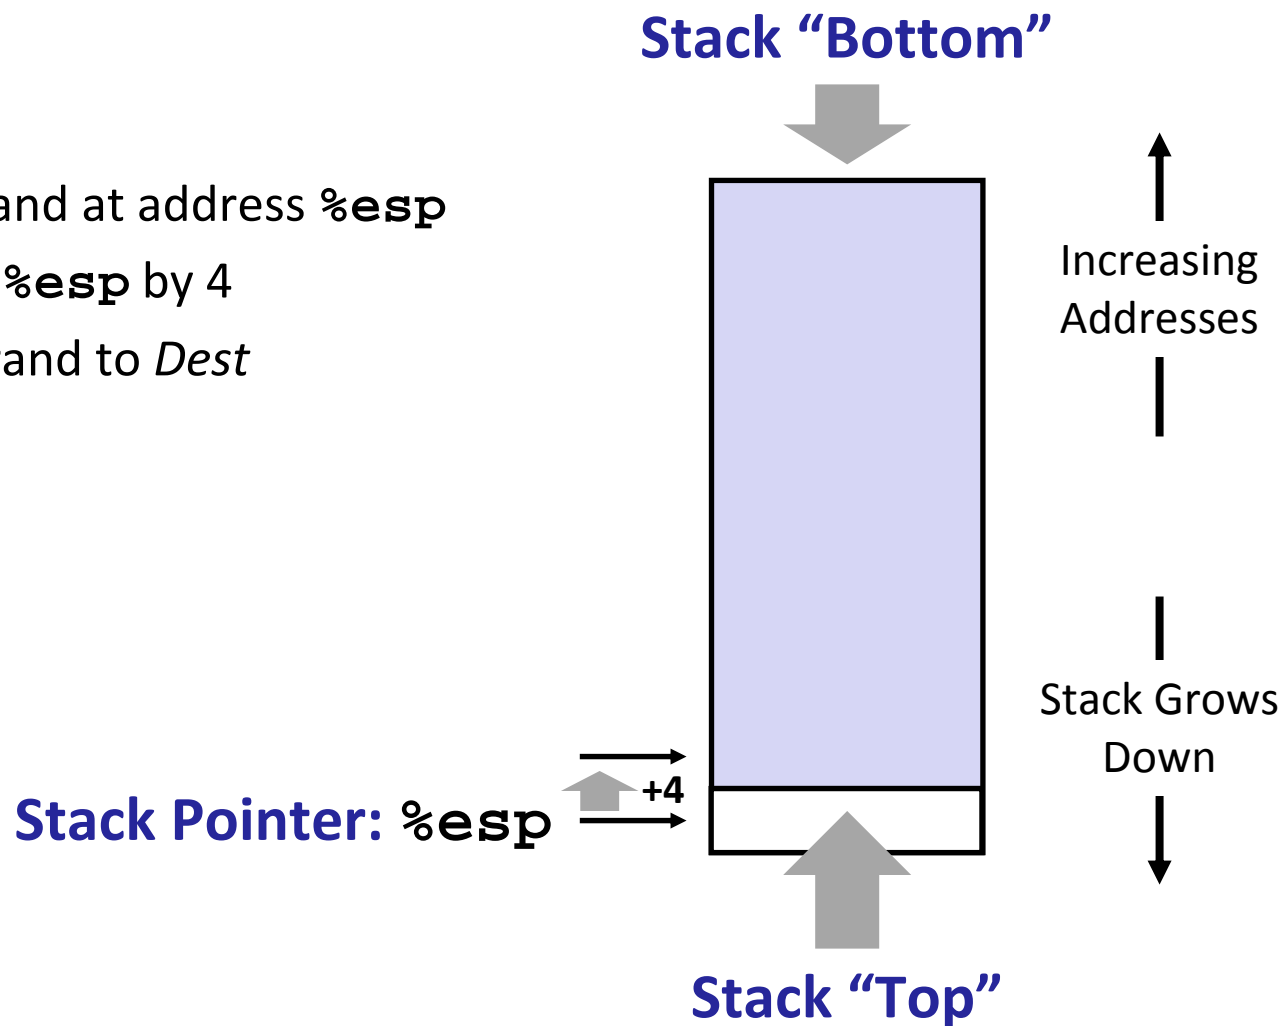 Stack “Bottom”
and at address %esp
%esp by 4
and to Dest
Increasing
Addresses
Stack Grows
Down
+4
Stack Pointer: %esp
Stack “Top”